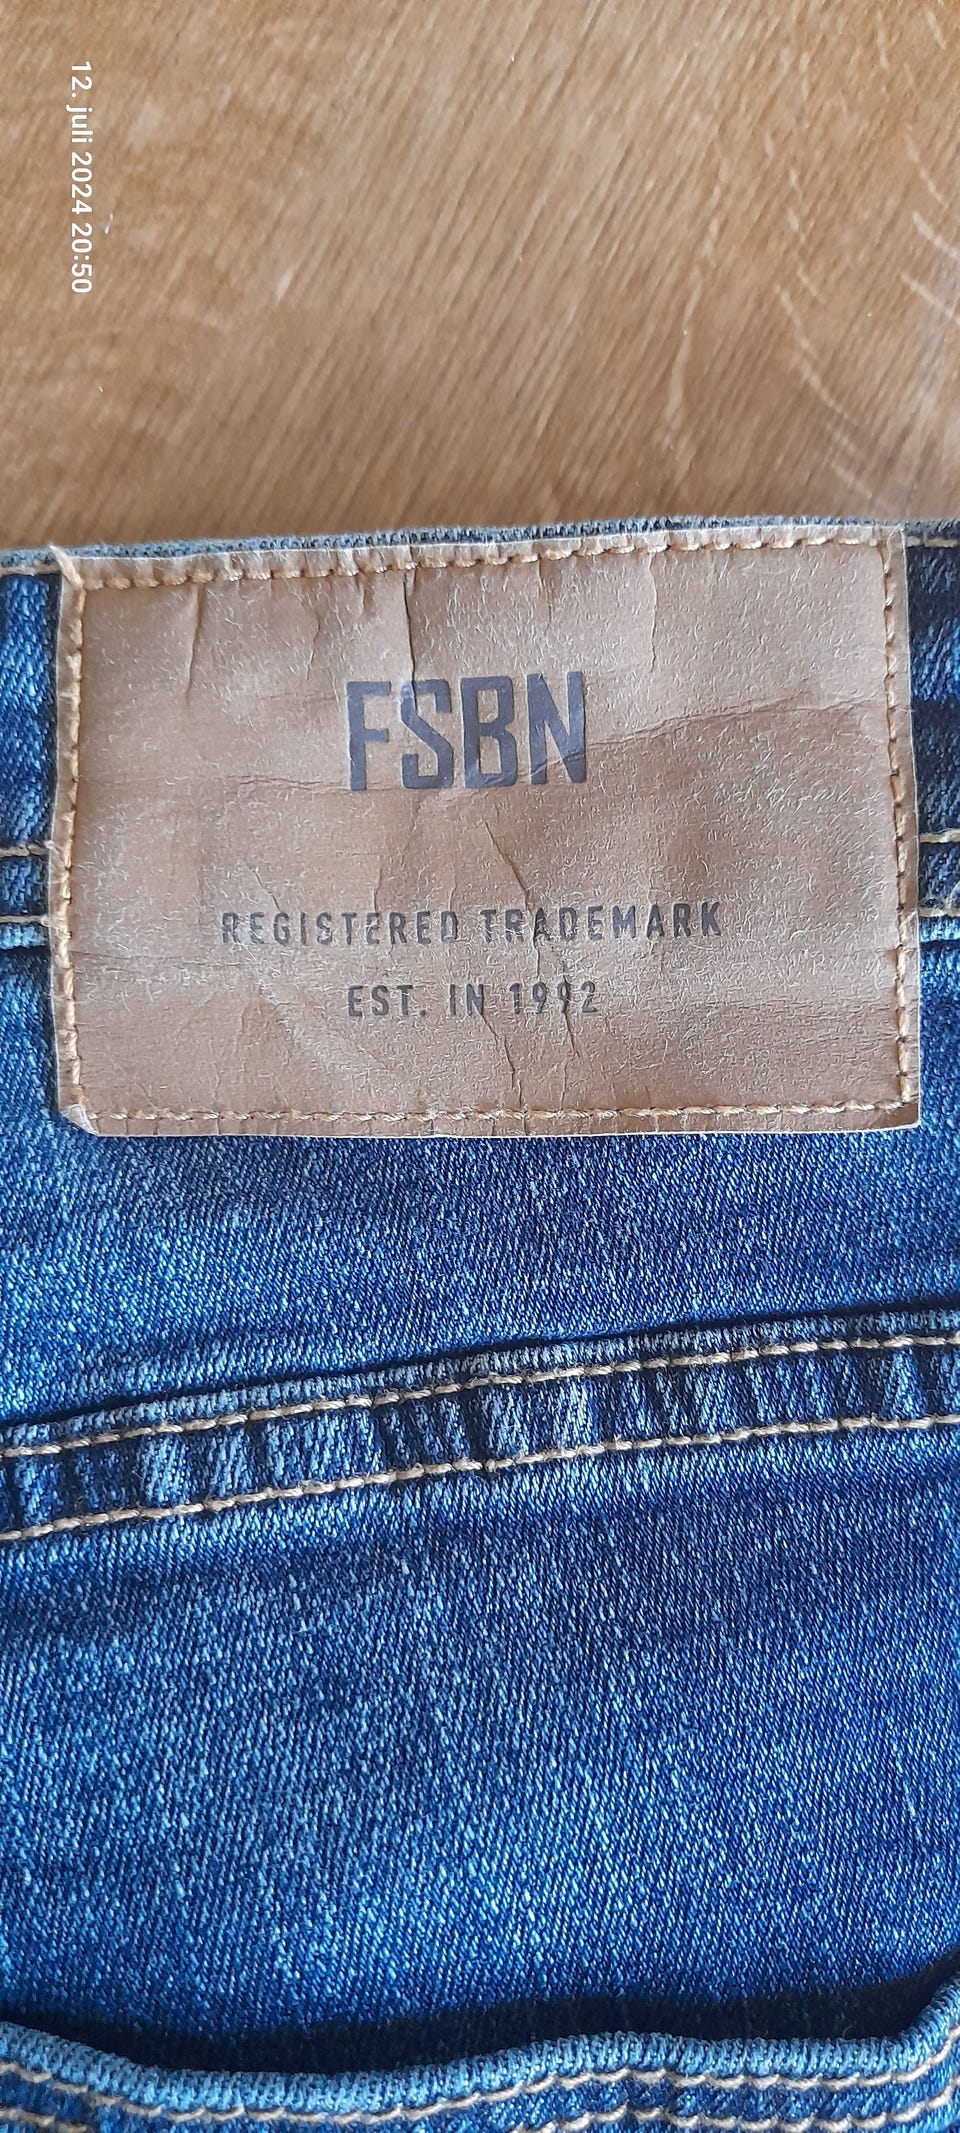 12. juli 2024 20:50
FSBN
REGISTERED TRADEMARK
EST. IN 1992